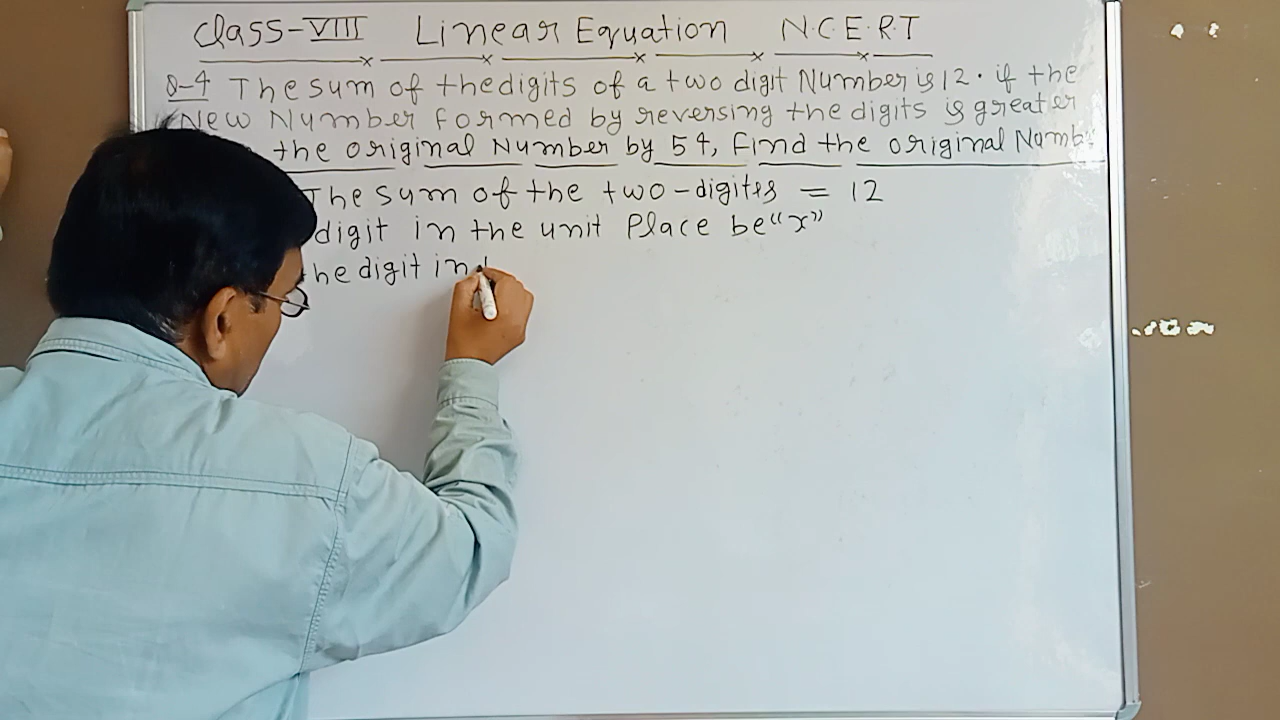 Class-VIII Linear Equation N.C.E.R.T
Q-4 The sum of the digits of a two digit Number is 12. if the
New Number formed by reversing the digits is greater
the original Number by 54, Find the original Numb
The sum of the two-digites = 12
digit in the unit Place be "x"
he digit in